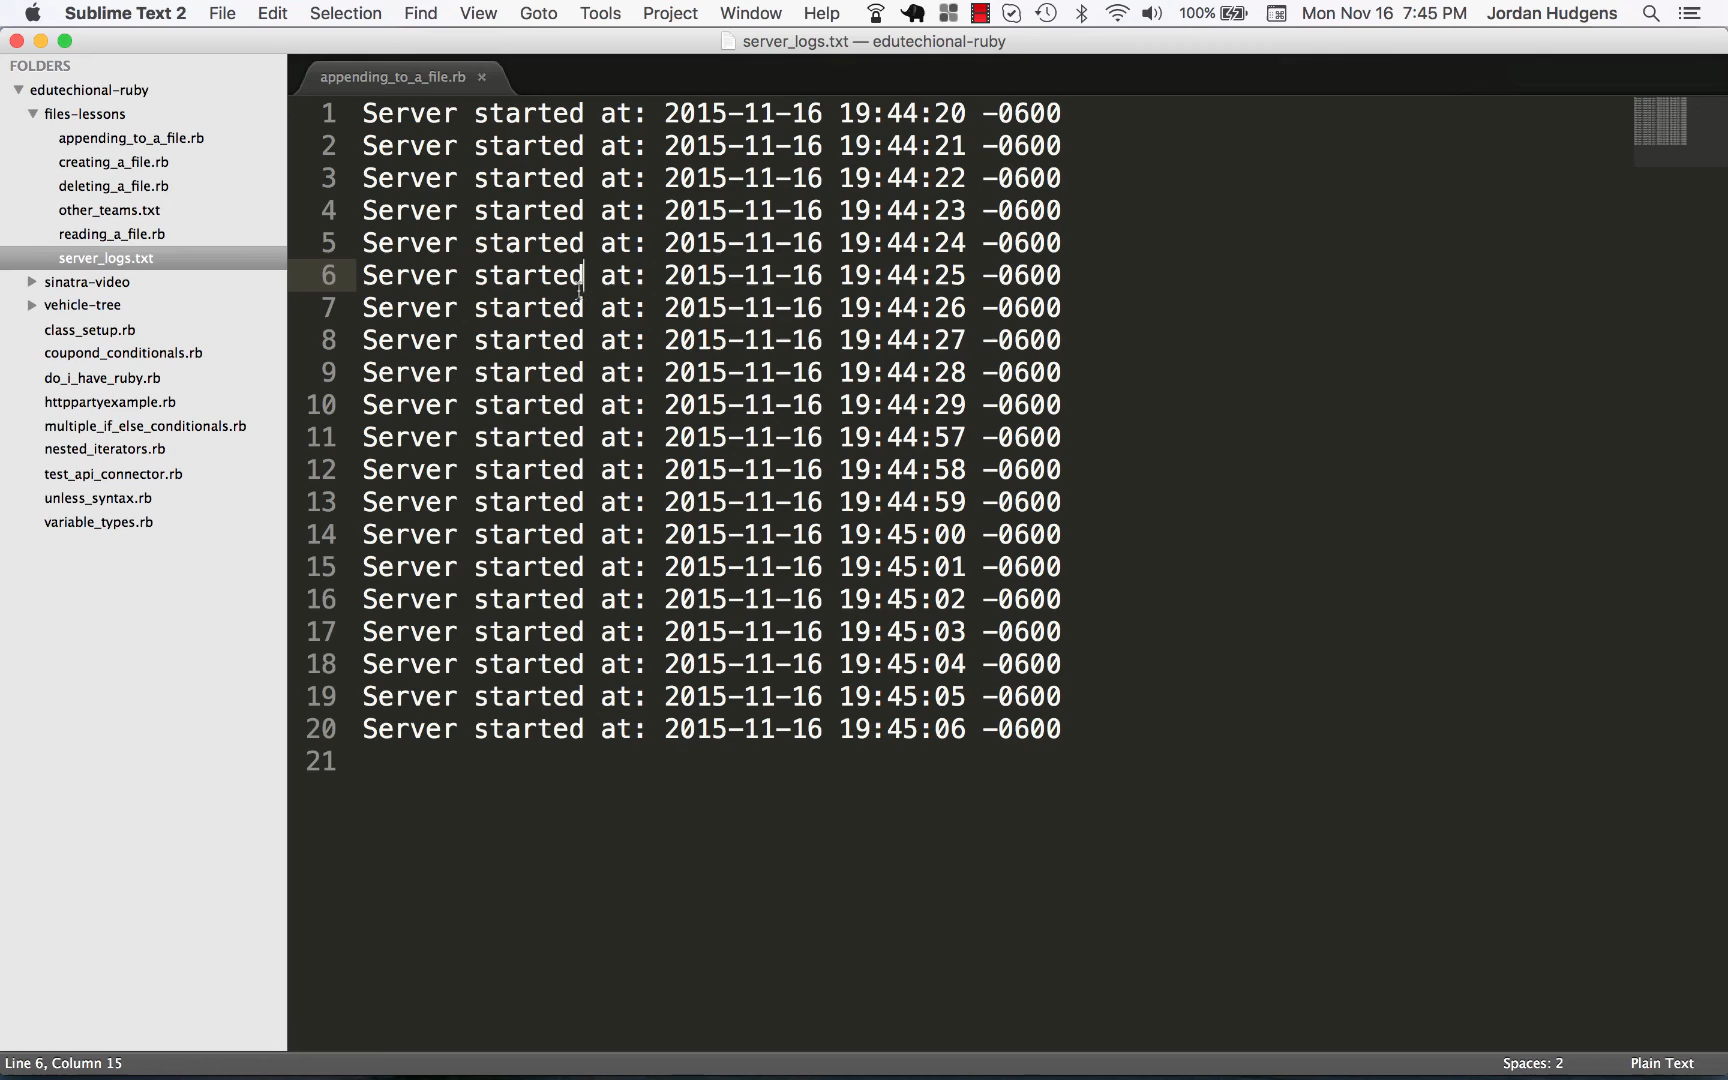 Sublime Text 2 File Edit Selection Find View Goto Tools Project Window Help 100% Mon Nov 16 7:45 PM Jordan Hudgens
server_logs.txt — edutechional-ruby
FOLDERS
edutechional-ruby
files-lessons
appending_to_a_file.rb
creating_a_file.rb
deleting_a_file.rb
other_teams.txt
reading_a_file.rb
server_logs.txt
sinatra-video
vehicle-tree
class_setup.rb
coupond_conditionals.rb
do_i_have_ruby.rb
httppartyexample.rb
multiple_if_else_conditionals.rb
nested_iterators.rb
test_api_connector.rb
unless_syntax.rb
variable_types.rb
appending_to_a_file.rb ×
1 Server started at: 2015-11-16 19:44:20 -0600
2 Server started at: 2015-11-16 19:44:21 -0600
3 Server started at: 2015-11-16 19:44:22 -0600
4 Server started at: 2015-11-16 19:44:23 -0600
5 Server started at: 2015-11-16 19:44:24 -0600
6 Server started at: 2015-11-16 19:44:25 -0600
7 Server started at: 2015-11-16 19:44:26 -0600
8 Server started at: 2015-11-16 19:44:27 -0600
9 Server started at: 2015-11-16 19:44:28 -0600
10 Server started at: 2015-11-16 19:44:29 -0600
11 Server started at: 2015-11-16 19:44:57 -0600
12 Server started at: 2015-11-16 19:44:58 -0600
13 Server started at: 2015-11-16 19:44:59 -0600
14 Server started at: 2015-11-16 19:45:00 -0600
15 Server started at: 2015-11-16 19:45:01 -0600
16 Server started at: 2015-11-16 19:45:02 -0600
17 Server started at: 2015-11-16 19:45:03 -0600
18 Server started at: 2015-11-16 19:45:04 -0600
19 Server started at: 2015-11-16 19:45:05 -0600
20 Server started at: 2015-11-16 19:45:06 -0600
21
Line 6, Column 15 Spaces: 2 Plain Text